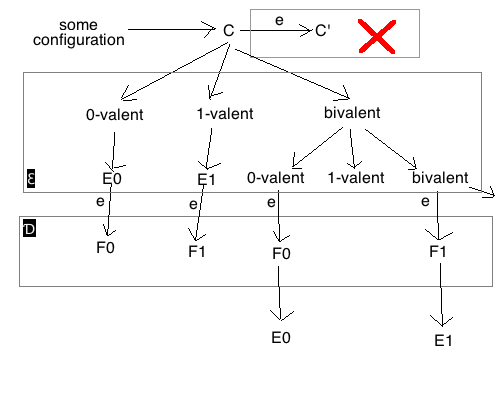 some
configuration
C
e
C'
0-valent
1-valent
bivalent
ℰ
E0
E1
0-valent
1-valent
bivalent
e
e
e
e
𝒟
F0
F1
F0
F1
E0
E1